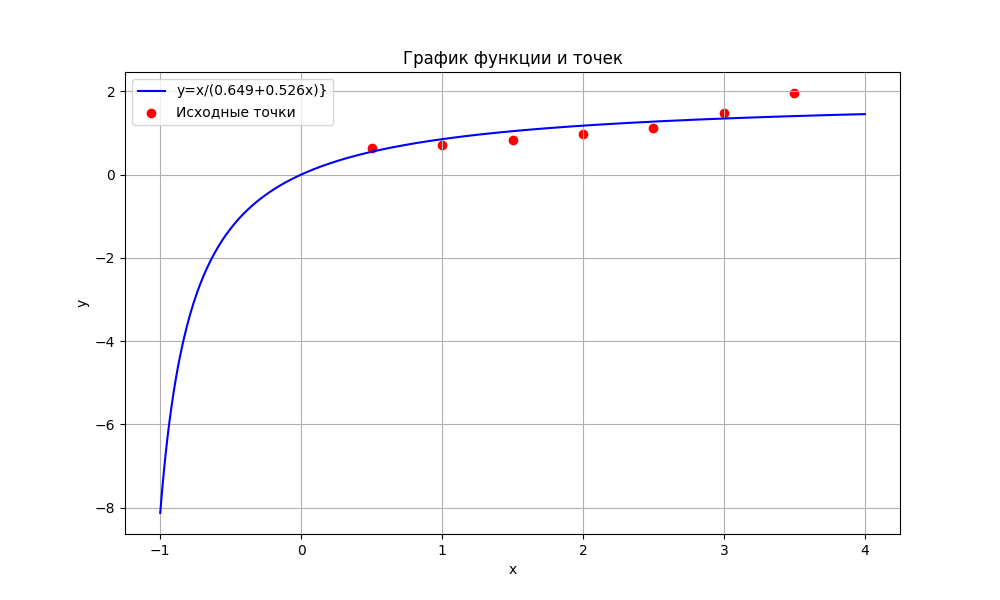 График функции и точек
y=x/(0.649+0.526x)}
Исходные точки
2
0
−2
−4
−6
−8
y
−1
0
1
2
3
4
x